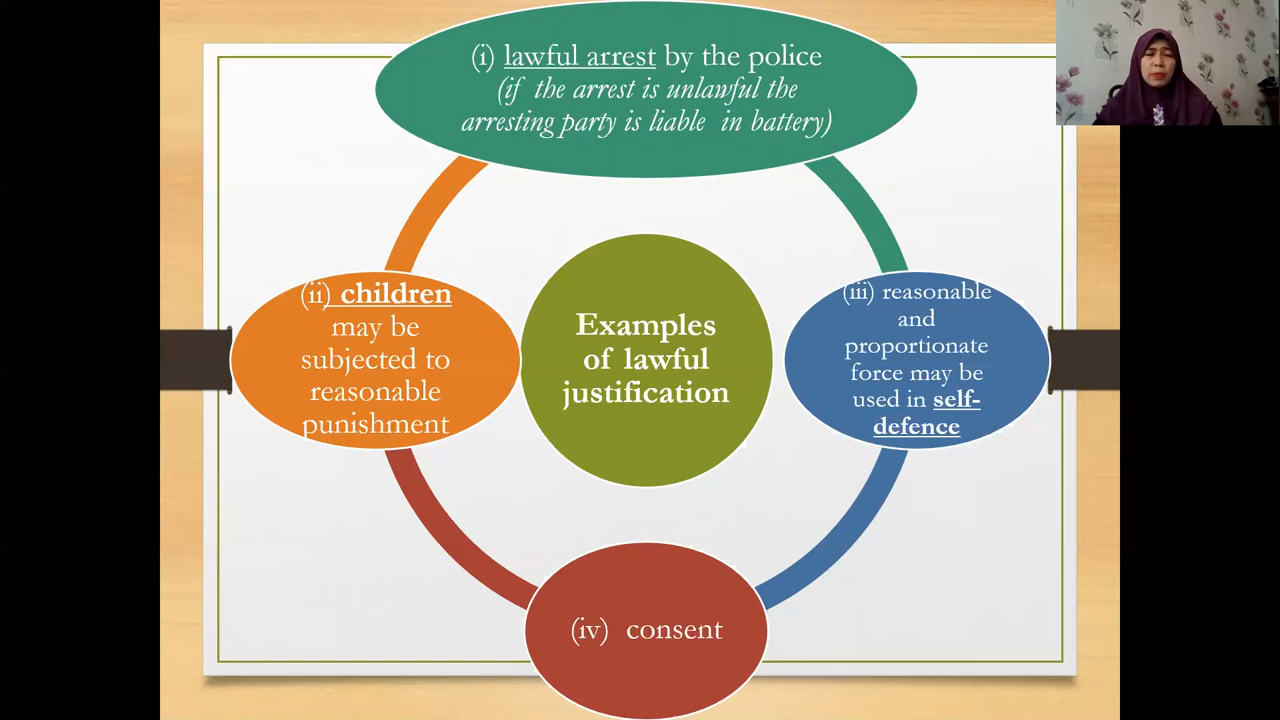 (i) lawful arrest by the police
(if the arrest is unlawful the
arresting party is liable in battery)
(ii) children
may be
subjected to
reasonable
punishment
Examples
of lawful
justification
(iii) reasonable
and
proportionate
force may be
used in self-
defence
(iv) consent